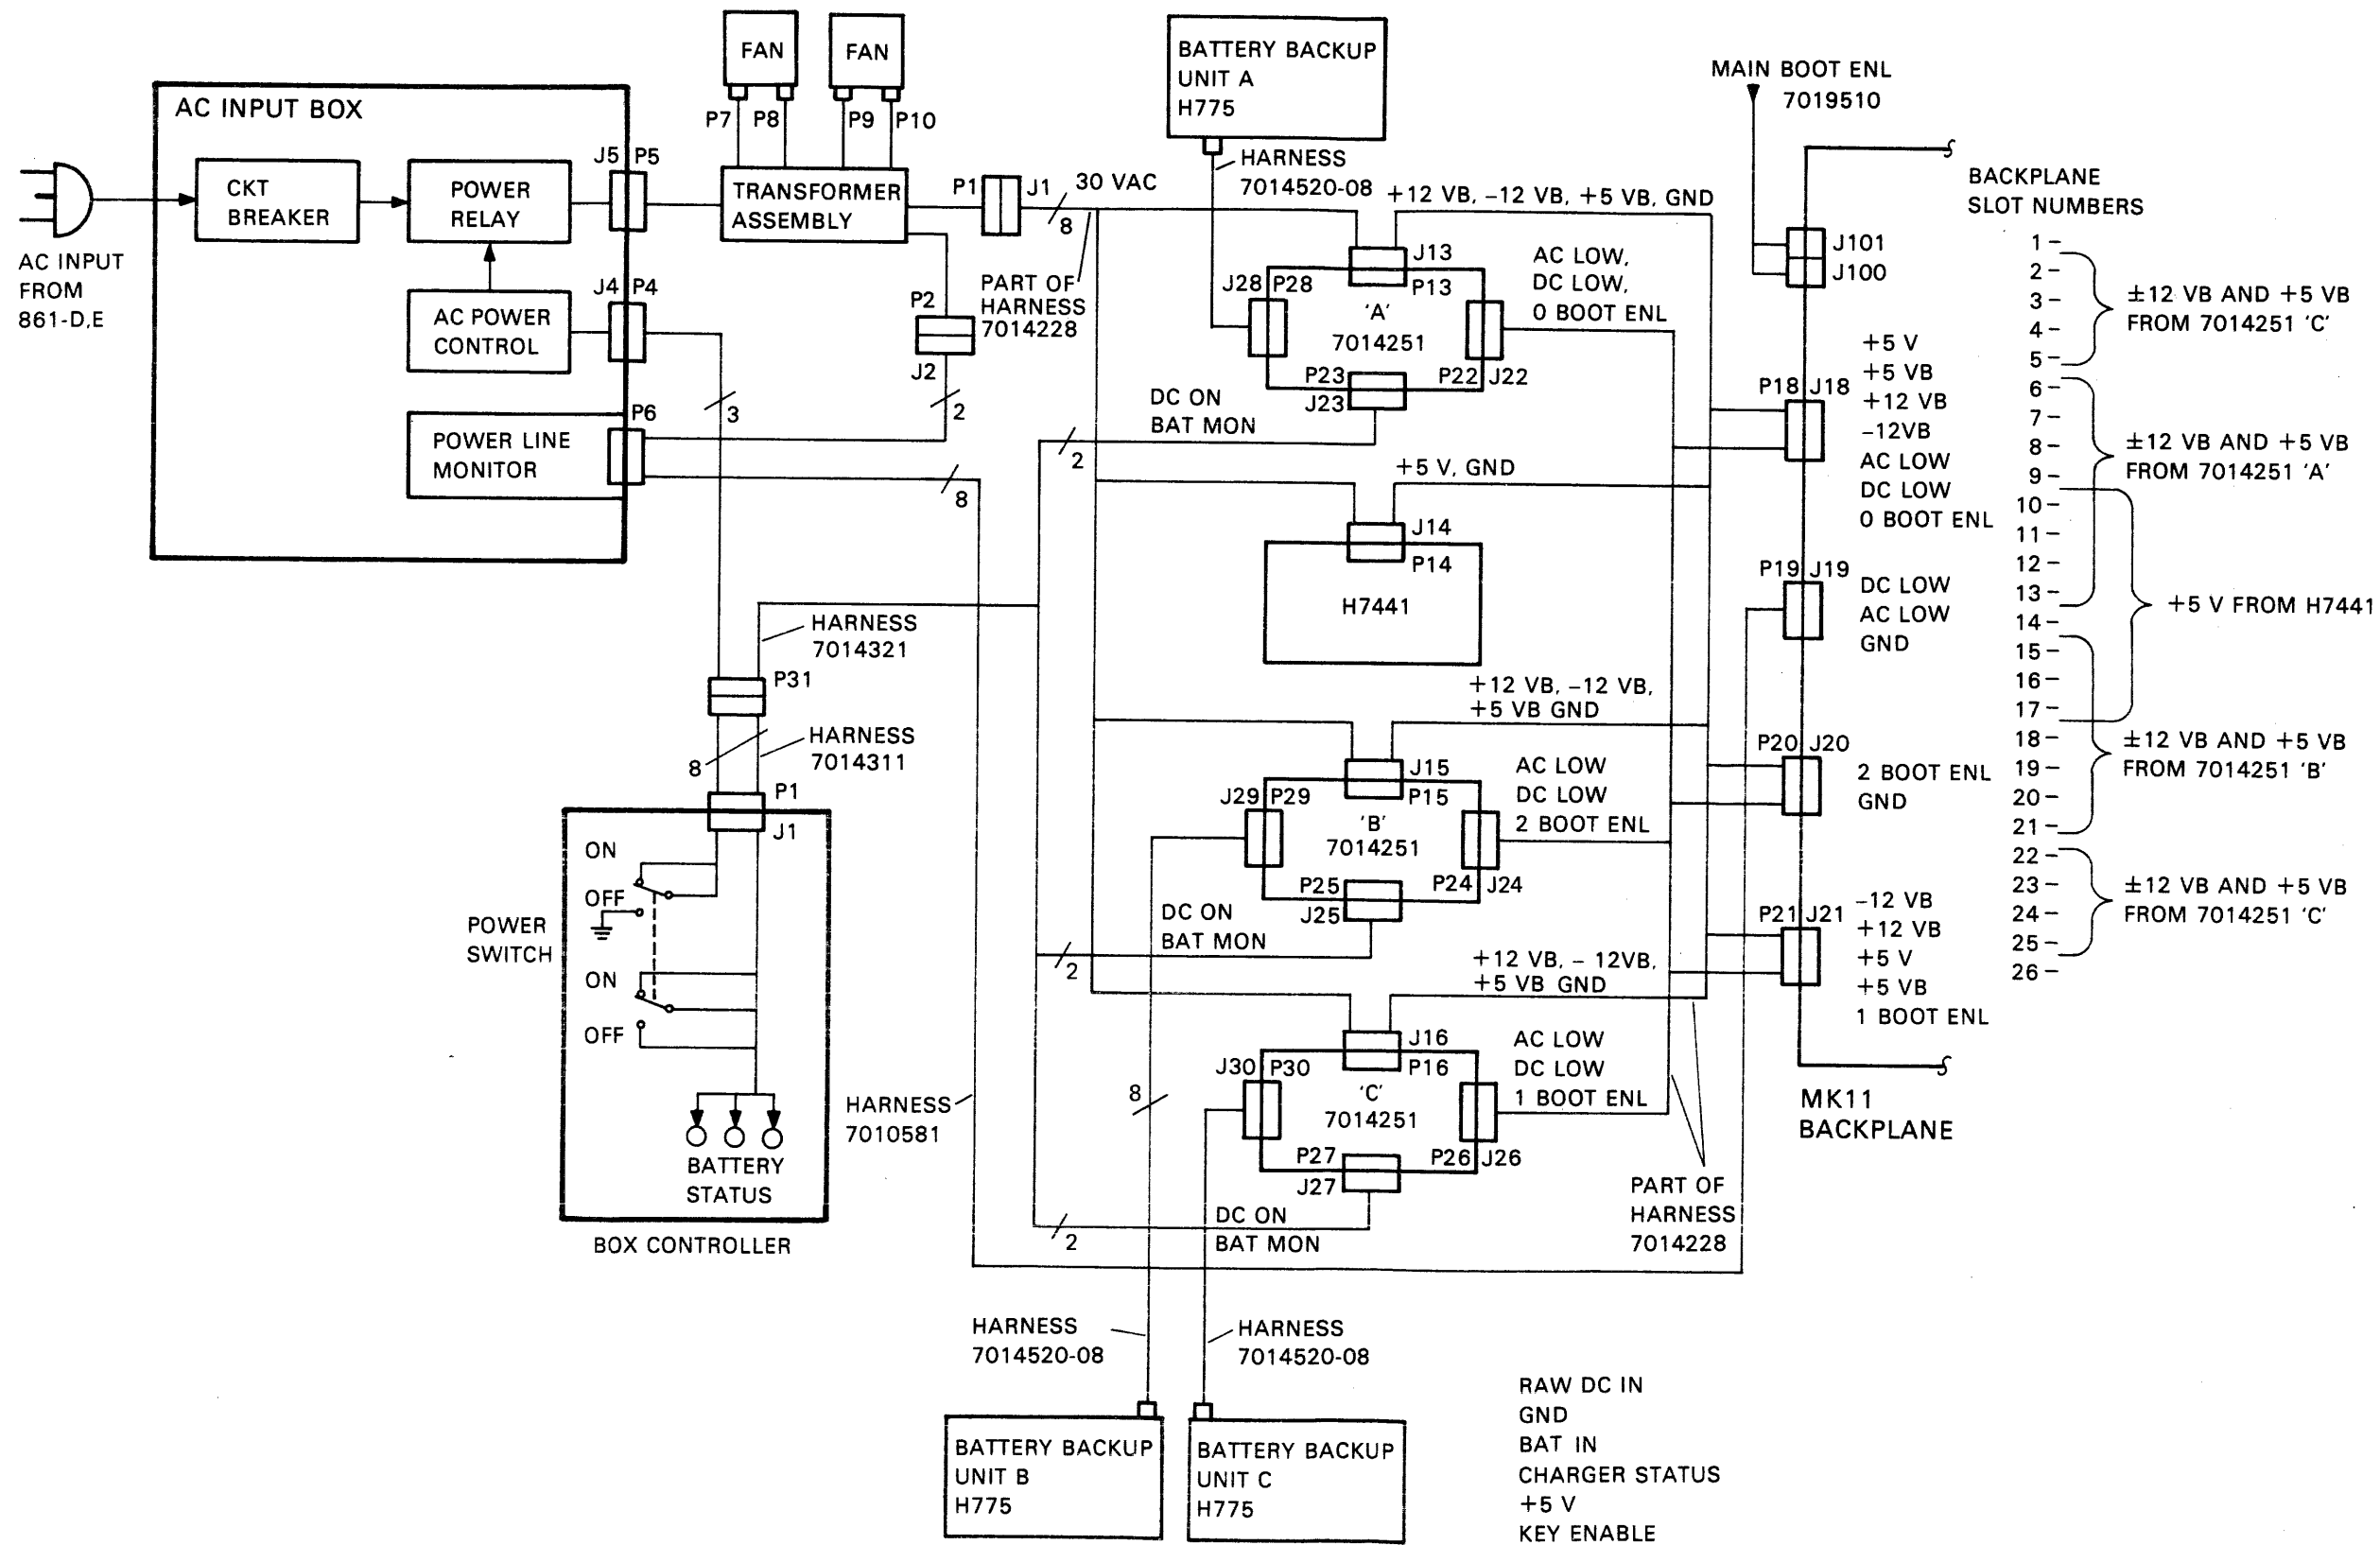 FAN
FAN
BATTERY BACKUP
UNIT A
H775
MAIN BOOT ENL
7019510
AC INPUT BOX
P7
P8
P9
P10
J5
P5
CKT
BREAKER
POWER
RELAY
TRANSFORMER
ASSEMBLY
P1
J1
30 VAC
8
HARNESS
7014520-08
+12 VB, -12 VB, +5 VB, GND
BACKPLANE
SLOT NUMBERS
AC INPUT
FROM
861-D,E
J4
P4
AC POWER
CONTROL
P2
J2
PART OF
HARNESS
7014228
J28
P28
J13
P13
'A'
7014251
AC LOW,
DC LOW,
0 BOOT ENL
J101
J100
P23
J23
P22
J22
DC ON
BAT MON
2
3
2
P6
POWER LINE
MONITOR
8
+5 V, GND
J14
P14
H7441
P18
J18
+5 V
+5 VB
+12 VB
-12VB
AC LOW
DC LOW
0 BOOT ENL
P19
J19
DC LOW
AC LOW
GND
1
2
3
4
5
6
7
8
9
10
11
12
13
14
15
16
17
18
19
20
21
22
23
24
25
26
±12 VB AND +5 VB
FROM 7014251 'C'
±12 VB AND +5 VB
FROM 7014251 'A'
+5 V FROM H7441
±12 VB AND +5 VB
FROM 7014251 'B'
±12 VB AND +5 VB
FROM 7014251 'C'
HARNESS
7014321
P31
HARNESS
7014311
8
P1
J1
ON
OFF
POWER
SWITCH
ON
OFF
BATTERY
STATUS
BOX CONTROLLER
HARNESS
7010581
+12 VB, -12 VB,
+5 VB GND
J29
P29
J15
P15
'B'
7014251
AC LOW
DC LOW
2 BOOT ENL
P25
J25
P24
J24
DC ON
BAT MON
2
P20
J20
2 BOOT ENL
GND
+12 VB, - 12VB,
+5 VB GND
P21
J21
-12 VB
+12 VB
+5 V
+5 VB
1 BOOT ENL
8
J30
P30
J16
P16
'C'
7014251
AC LOW
DC LOW
1 BOOT ENL
P27
J27
P26
J26
DC ON
BAT MON
2
MK11
BACKPLANE
PART OF
HARNESS
7014228
HARNESS
7014520-08
HARNESS
7014520-08
BATTERY BACKUP
UNIT B
H775
BATTERY BACKUP
UNIT C
H775
RAW DC IN
GND
BAT IN
CHARGER STATUS
+5 V
KEY ENABLE